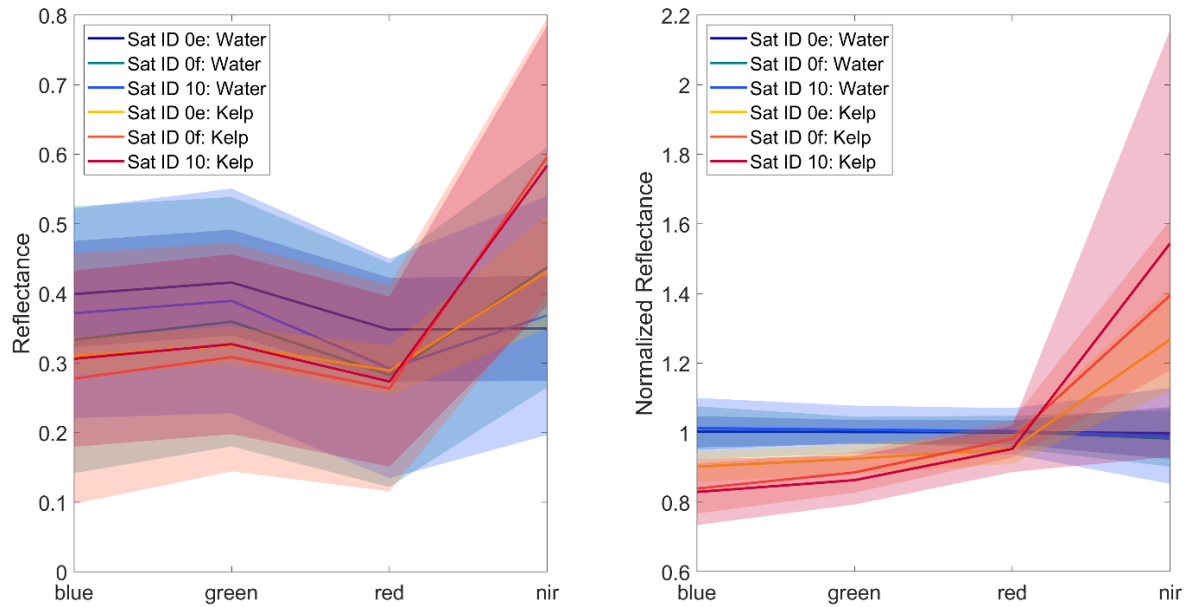 0.8
0.7
0.6
0.5
0.4
0.3
0.2
0.1
0
Reflectance
Sat ID 0e: Water
Sat ID 0f: Water
Sat ID 10: Water
Sat ID 0e: Kelp
Sat ID 0f: Kelp
Sat ID 10: Kelp
blue green red nir
2.2
2
1.8
1.6
1.4
1.2
1
0.8
0.6
Normalized Reflectance
Sat ID 0e: Water
Sat ID 0f: Water
Sat ID 10: Water
Sat ID 0e: Kelp
Sat ID 0f: Kelp
Sat ID 10: Kelp
blue green red nir